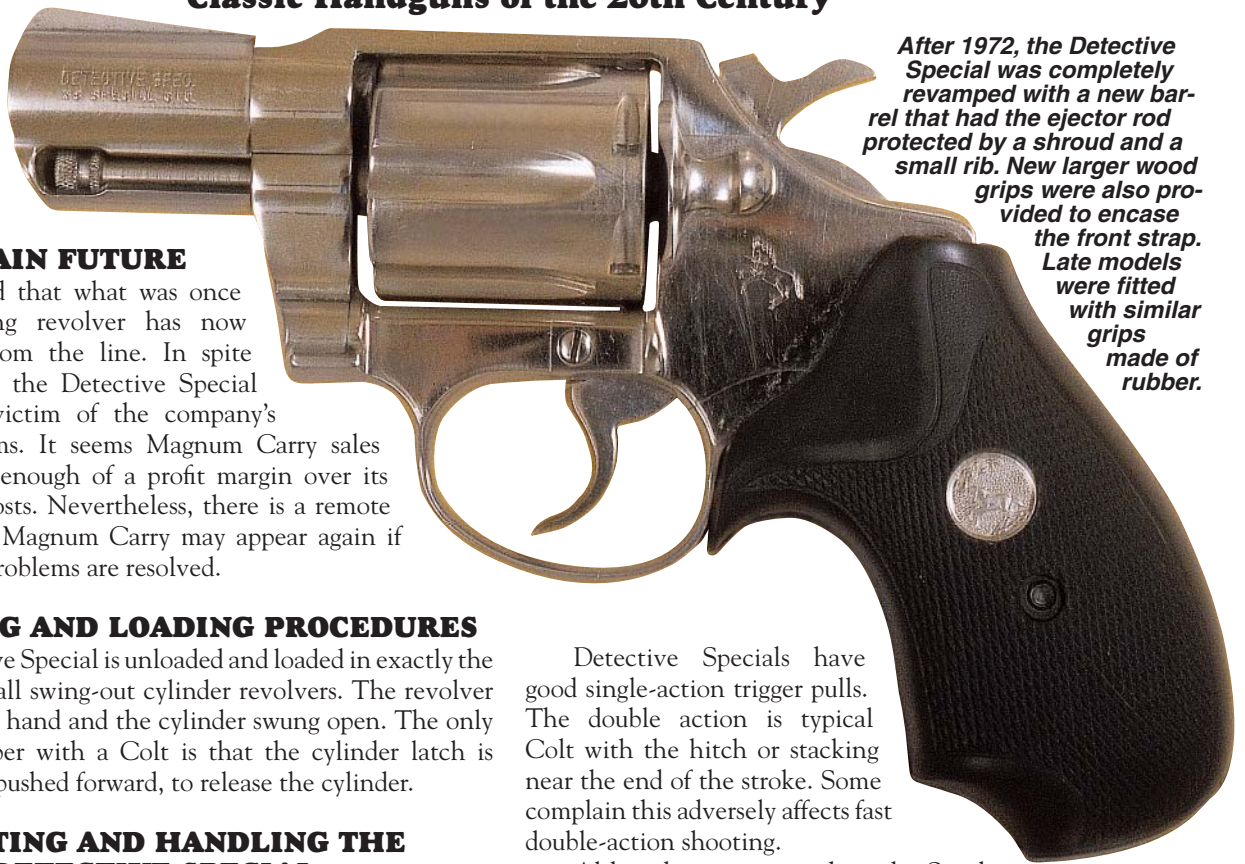 Classic Handguns of the 20th Century
DETECTIVE SPEC.
38 SPECIAL CTG.
After 1972, the Detective
Special was completely
revamped with a new bar-
rel that had the ejector rod
protected by a shroud and a
small rib. New larger wood
grips were also pro-
vided to encase
the front strap.
Late models
were fitted
with similar
grips
made of
rubber.
AIN FUTURE
d that what was once
ng revolver has now
om the line. In spite
the Detective Special
victim of the company's
ns. It seems Magnum Carry sales
enough of a profit margin over its
osts. Nevertheless, there is a remote
Magnum Carry may appear again if
roblems are resolved.
G AND LOADING PROCEDURES
ve Special is unloaded and loaded in exactly the
all swing-out cylinder revolvers. The revolver
hand and the cylinder swung open. The only
ber with a Colt is that the cylinder latch is
pushed forward, to release the cylinder.
TING AND HANDLING THE
DETECTIVE SPECIAL
Detective Specials have
good single-action trigger pulls.
The double action is typical
Colt with the hitch or stacking
near the end of the stroke. Some
complain this adversely affects fast
double-action shooting.